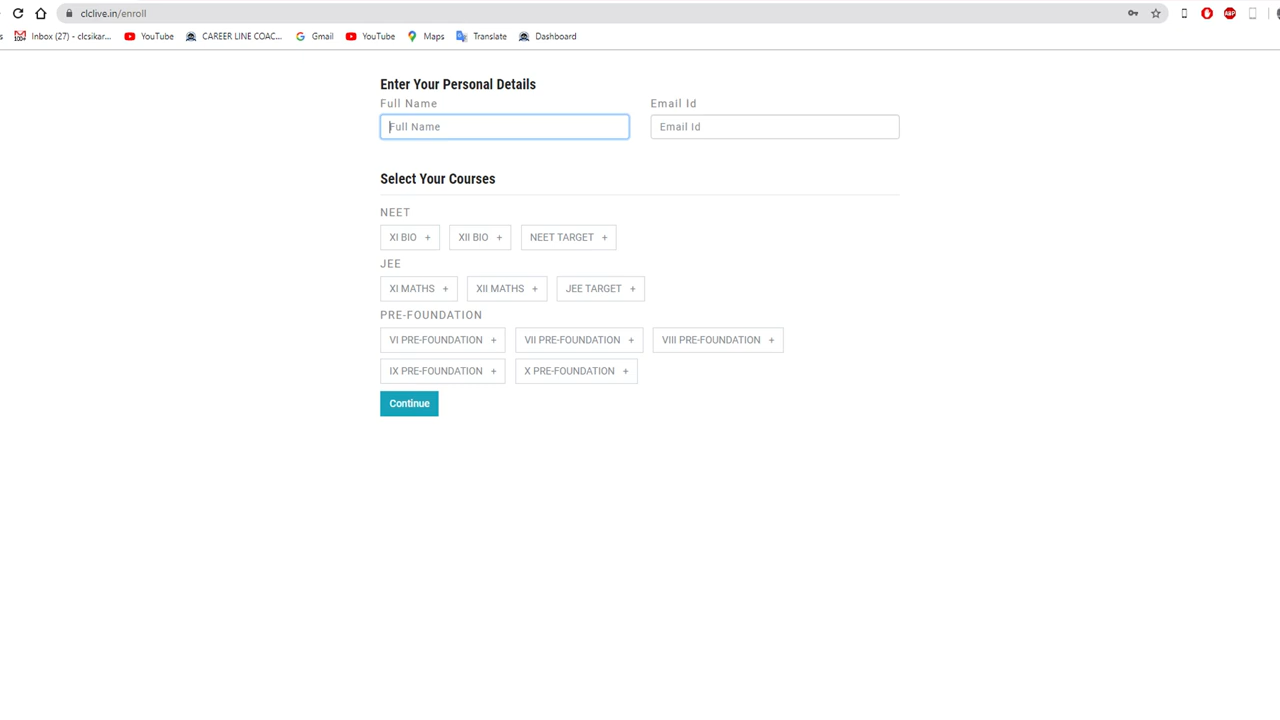 clclive.in/enroll
Inbox (27) - clcsikar... YouTube CAREER LINE COAC... Gmail YouTube Maps Translate Dashboard
Enter Your Personal Details
Full Name Email Id
Full Name Email Id
Select Your Courses
NEET
XI BIO + XII BIO + NEET TARGET +
JEE
XI MATHS + XII MATHS + JEE TARGET +
PRE-FOUNDATION
VI PRE-FOUNDATION + VII PRE-FOUNDATION + VIII PRE-FOUNDATION +
IX PRE-FOUNDATION + X PRE-FOUNDATION +
Continue